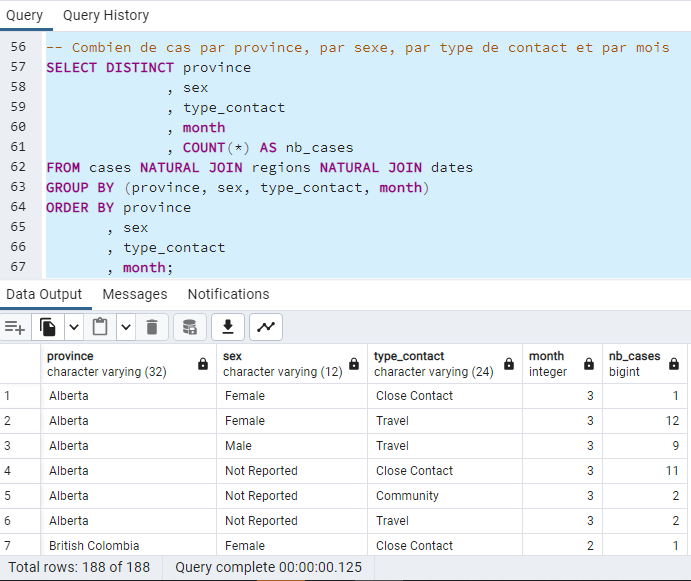 Query Query History
56 -- Combien de cas par province, par sexe, par type de contact et par mois
57 SELECT DISTINCT province
58 , sex
59 , type_contact
60 , month
61 , COUNT(*) AS nb_cases
62 FROM cases NATURAL JOIN regions NATURAL JOIN dates
63 GROUP BY (province, sex, type_contact, month)
64 ORDER BY province
65 , sex
66 , type_contact
67 , month;
Data Output Messages Notifications
province sex type_contact month nb_cases
character varying (32) character varying (12) character varying (24) integer bigint
1 Alberta Female Close Contact 3 1
2 Alberta Female Travel 3 12
3 Alberta Male Travel 3 9
4 Alberta Not Reported Close Contact 3 11
5 Alberta Not Reported Community 3 2
6 Alberta Not Reported Travel 3 2
7 British Colombia Female Close Contact 2 1
Total rows: 188 of 188 Query complete 00:00:00.125